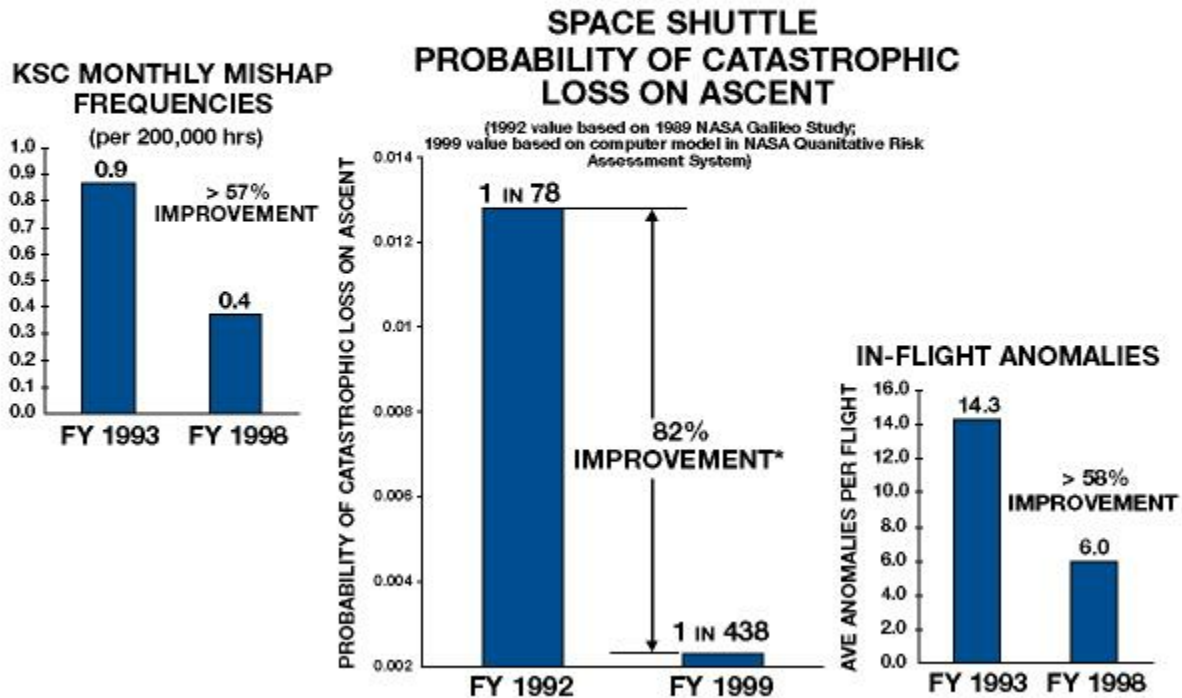 KSC MONTHLY MISHAP
FREQUENCIES
(per 200,000 hrs)
1.0
0.9
0.8
0.7
0.6
0.5
0.4
0.3
0.2
0.1
0.0
0.9
> 57%
IMPROVEMENT
0.4
FY 1993
FY 1998
SPACE SHUTTLE
PROBABILITY OF CATASTROPHIC
LOSS ON ASCENT
(1992 value based on 1989 NASA Galileo Study;
1999 value based on computer model in NASA Quanitative Risk
Assessment System)
PROBABILITY OF CATASTROPHIC LOSS ON ASCENT
0.014
0.012
0.01
0.008
0.006
0.004
0.002
1 IN 78
82%
IMPROVEMENT*
1 IN 438
FY 1992
FY 1999
IN-FLIGHT ANOMALIES
AVE ANOMALIES PER FLIGHT
16.0
14.0
12.0
10.0
8.0
6.0
4.0
2.0
0.0
14.3
> 58%
IMPROVEMENT
6.0
FY 1993
FY 1998